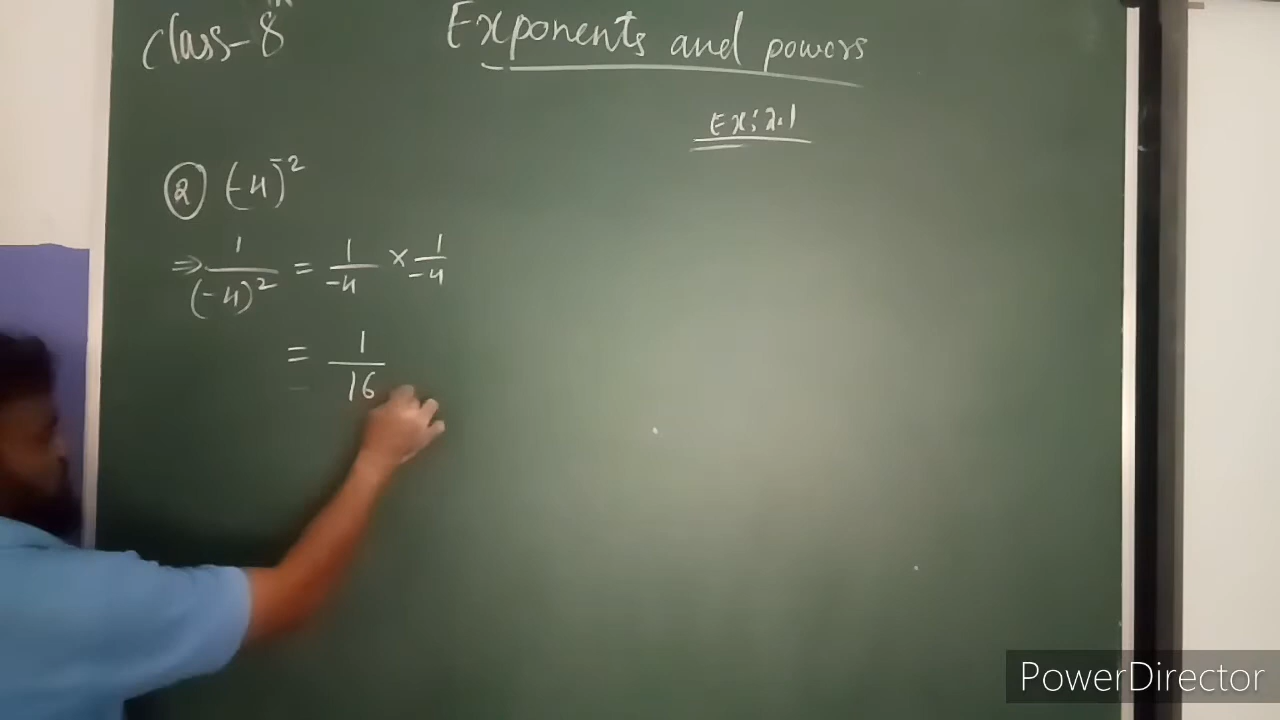 Class-8
Exponents and powers
Ex:2.1
② (-4)⁻²
⇒ 1/(-4)² = 1/-4 × 1/-4
= 1/16
PowerDirector